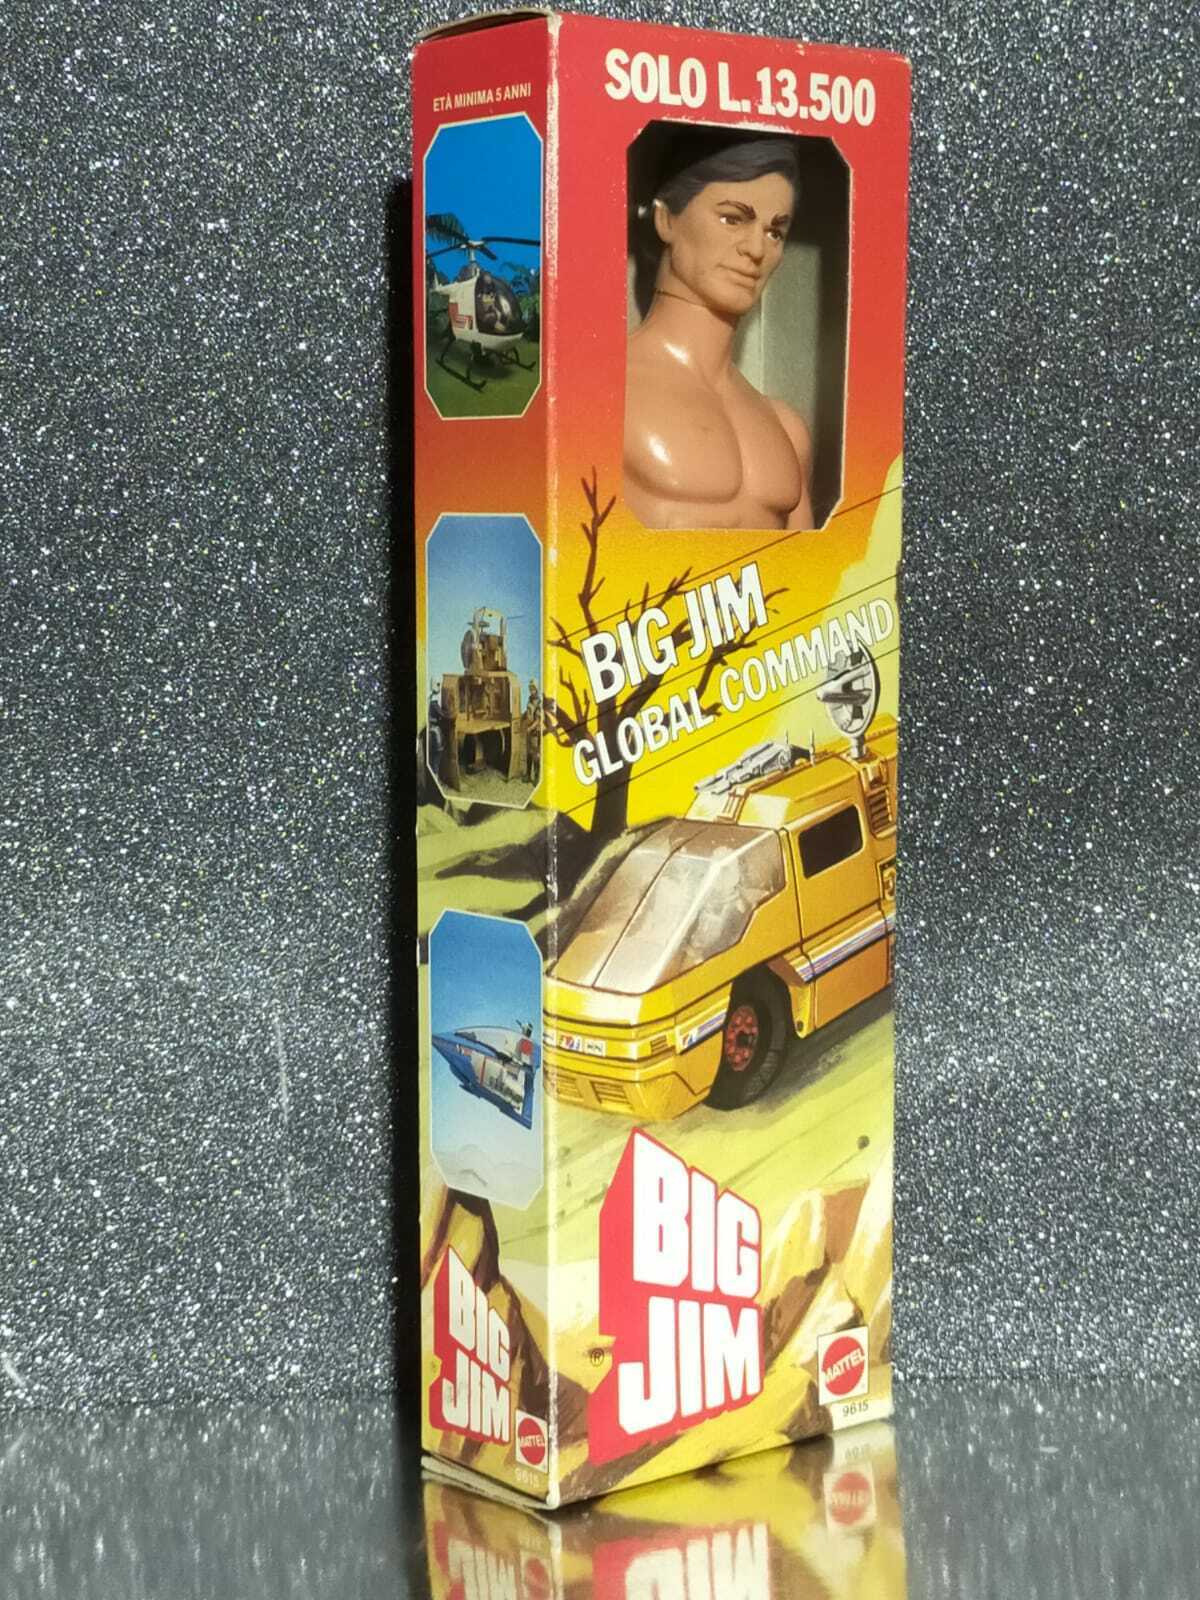 ETÀ MINIMA 5 ANNI
SOLO L.13.500
BIG JIM
GLOBAL COMMAND
BIG
JIM
®
MATTEL
9615
BIG
JIM
MATTEL
9615